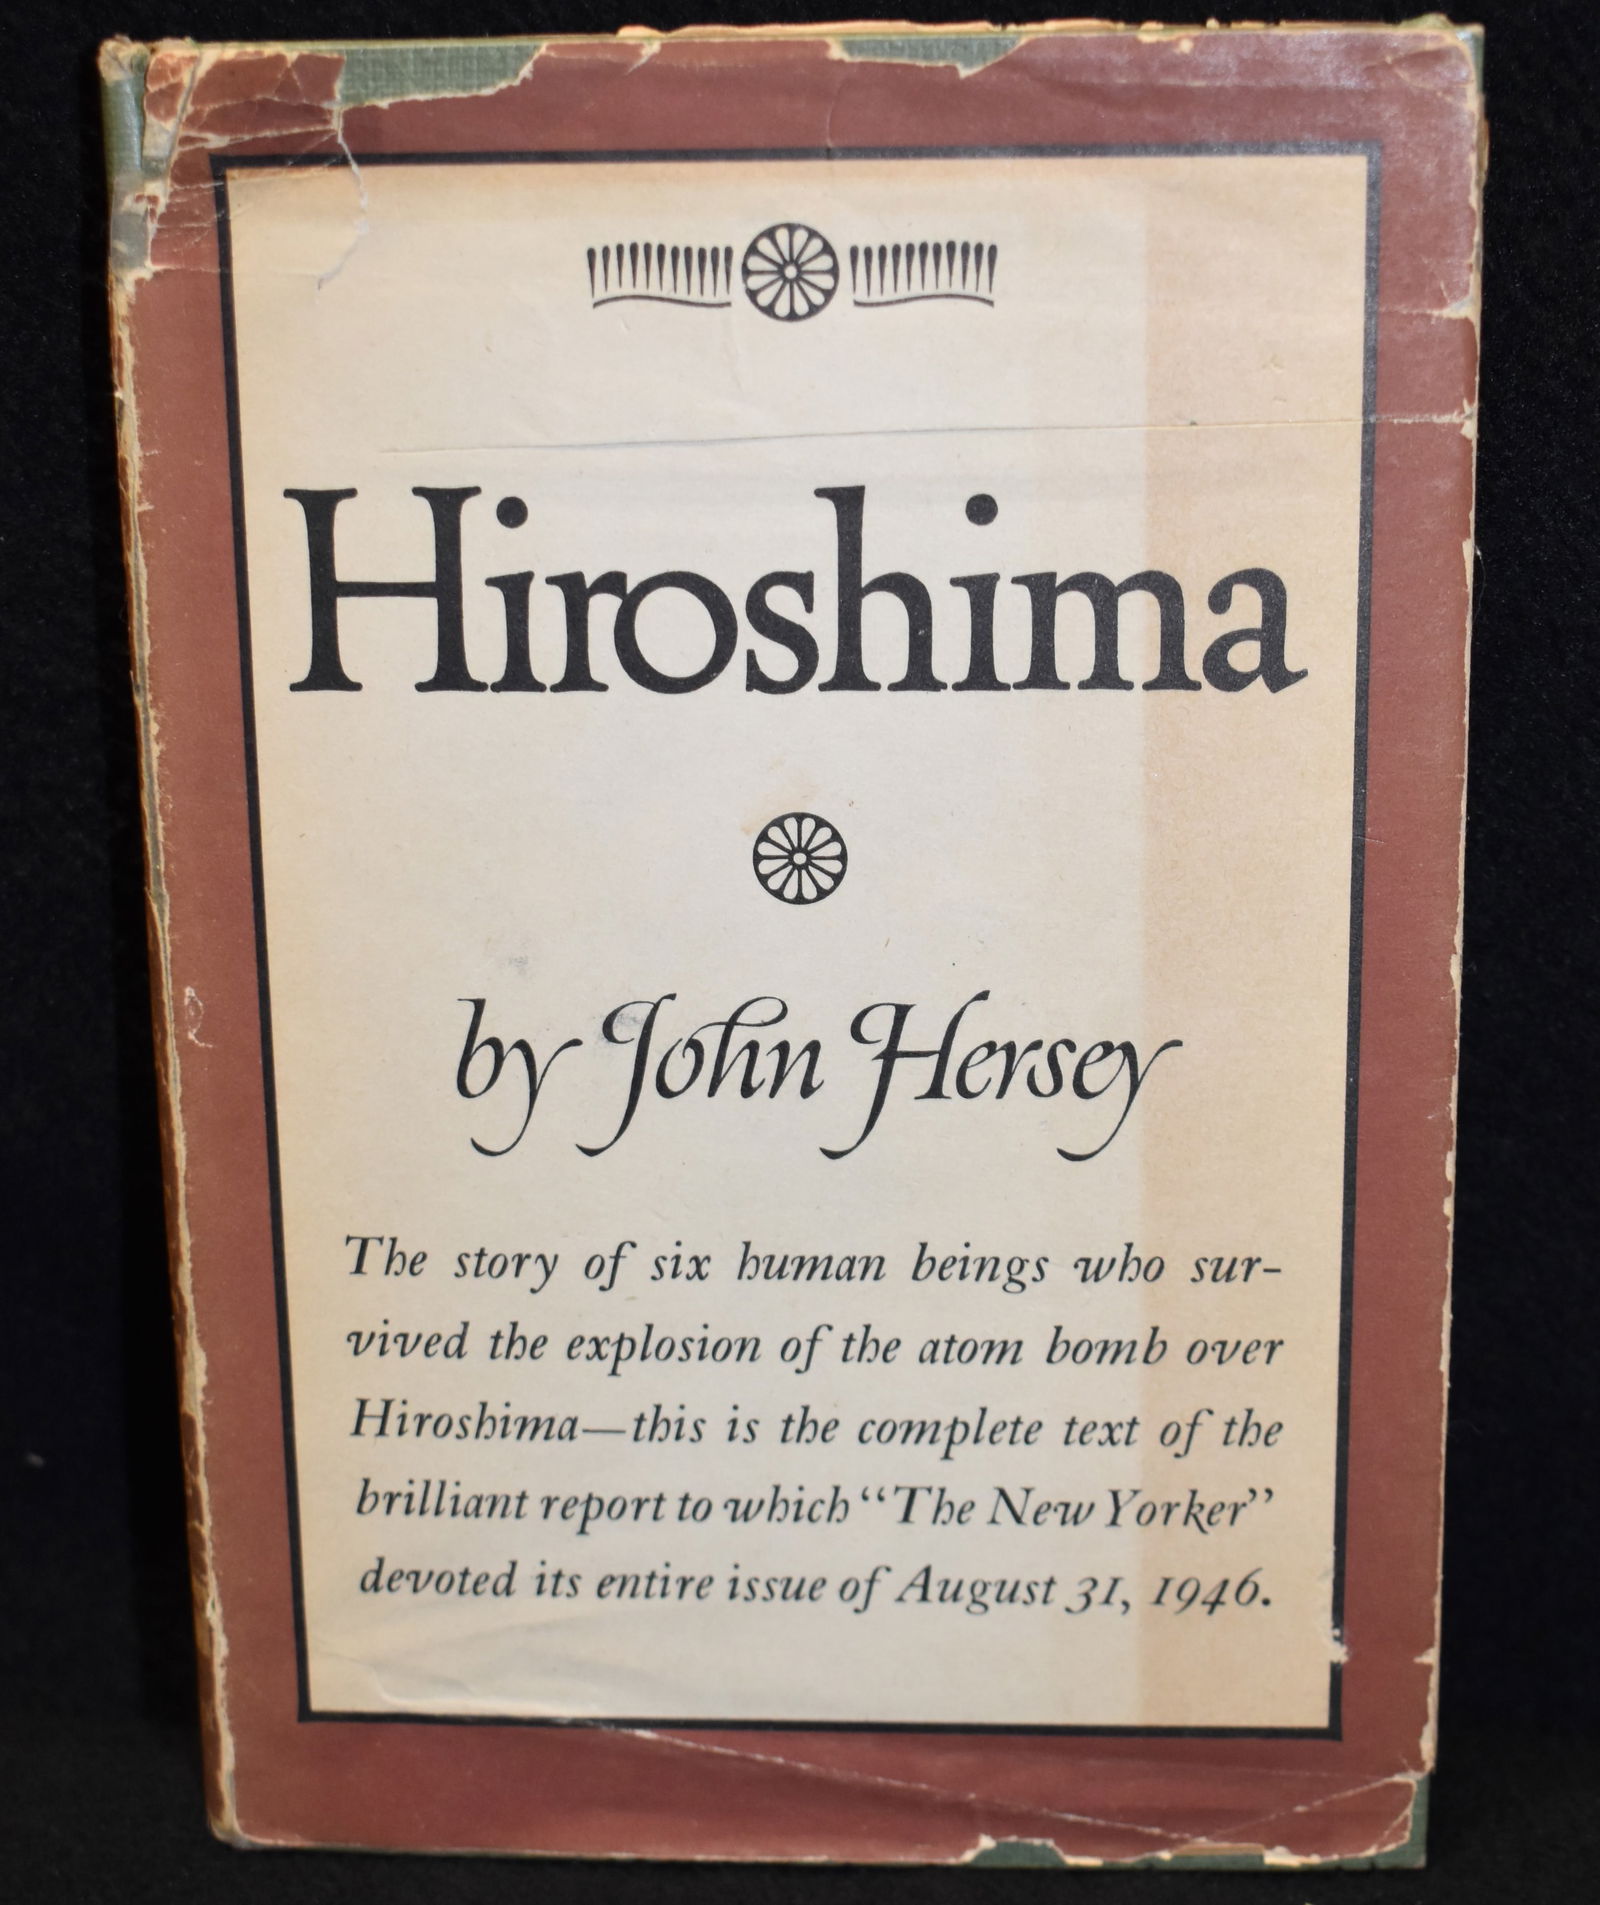 Hiroshima
by John Hersey
The story of six human beings who sur-
vived the explosion of the atom bomb over
Hiroshima—this is the complete text of the
brilliant report to which “The New Yorker”
devoted its entire issue of August 31, 1946.